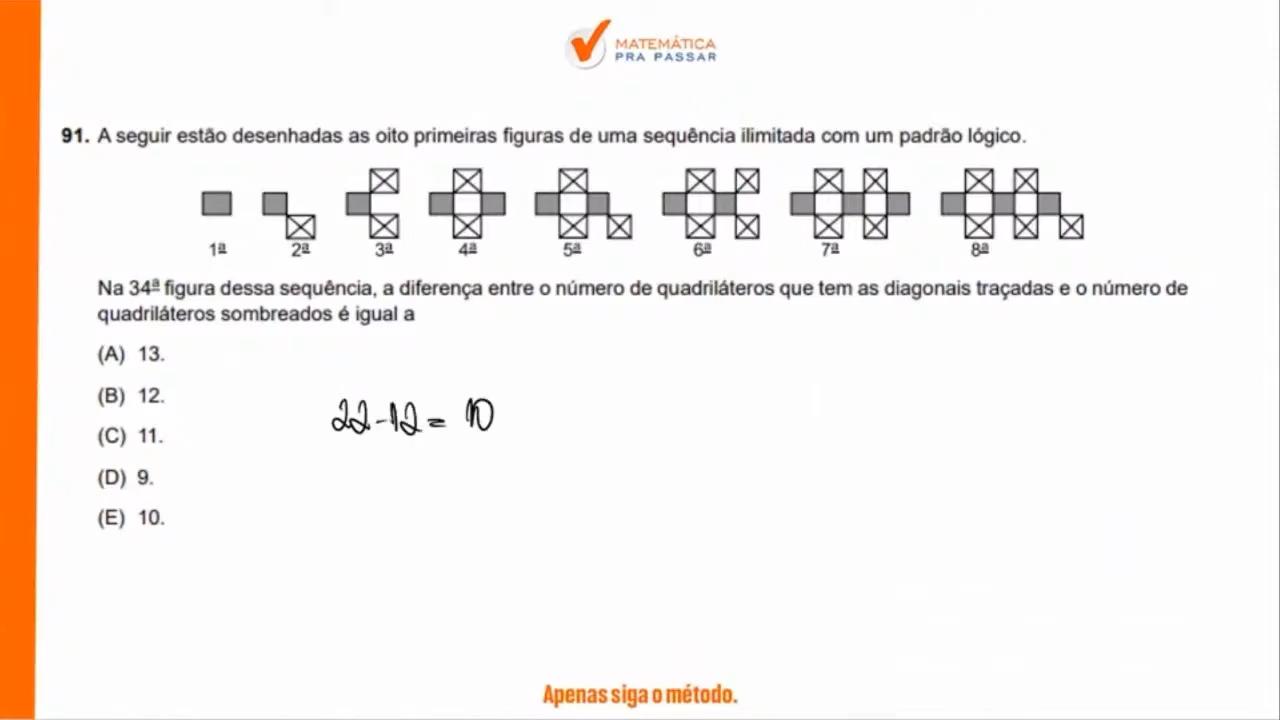 MATEMÁTICA
PRA PASSAR
91. A seguir estão desenhadas as oito primeiras figuras de uma sequência ilimitada com um padrão lógico.
1ª 2ª 3ª 4ª 5ª 6ª 7ª 8ª
Na 34ª figura dessa sequência, a diferença entre o número de quadriláteros que tem as diagonais traçadas e o número de
quadriláteros sombreados é igual a
(A) 13.
(B) 12.
(C) 11.
(D) 9.
(E) 10.
22-12= 10
Apenas siga o método.